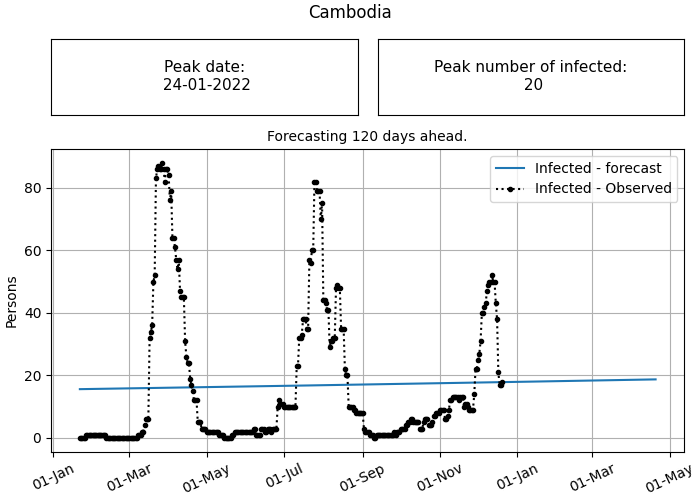 Cambodia
Peak date:
24-01-2022
Peak number of infected:
20
Forecasting 120 days ahead.
Infected - forecast
Infected - Observed
Persons
80
60
40
20
0
01-Jan
01-Mar
01-May
01-Jul
01-Sep
01-Nov
01-Jan
01-Mar
01-May